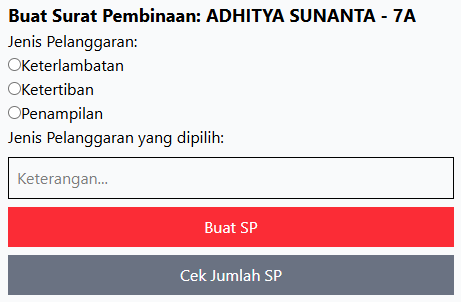 Buat Surat Pembinaan: ADHITYA SUNANTA - 7A
Jenis Pelanggaran:
Keterlambatan
Ketertiban
Penampilan
Jenis Pelanggaran yang dipilih:
Keterangan...
Buat SP
Cek Jumlah SP